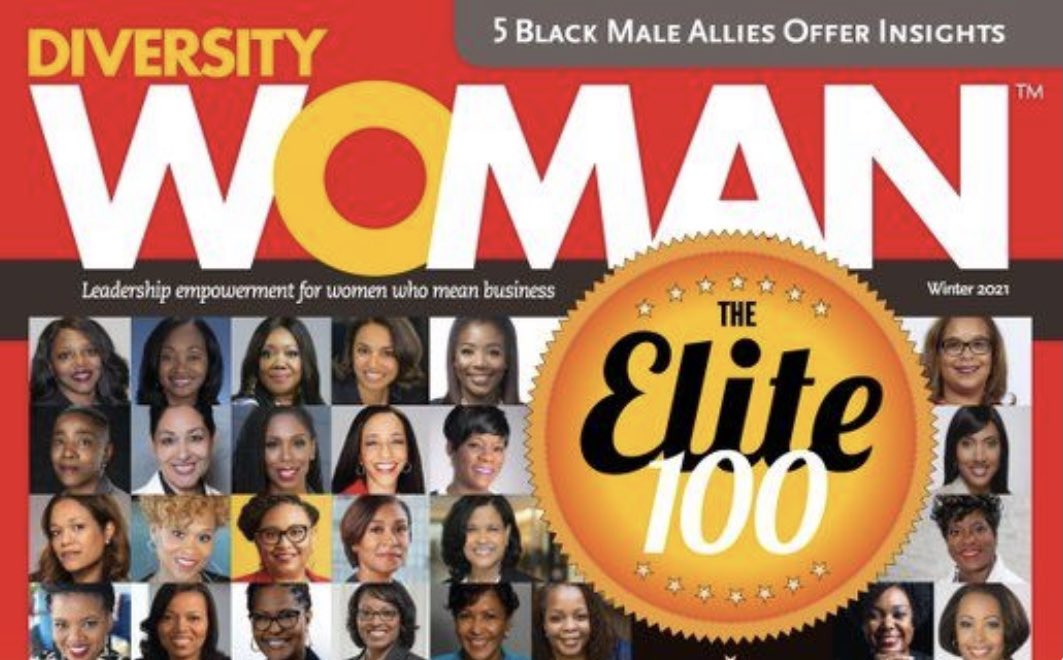 5 Black Male Allies Offer Insights
DIVERSITY
WOMAN™
Leadership empowerment for women who mean business
Winter 2021
THE
Elite
100